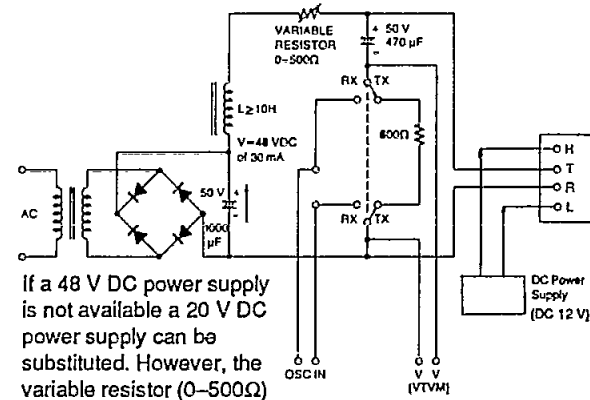 VARIABLE
RESISTOR
0–500Ω
+ 50 V
470 µF
–
RX TX
L≥10H
V=48 VDC
of 30 mA
600Ω
H
T
R
L
AC
50 V +
–
1000
µF
RX TX
DC Power
Supply
(DC 12 V)
If a 48 V DC power supply
is not available a 20 V DC
power supply can be
substituted. However, the
variable resistor (0–500Ω)
OSC IN
V V
(VTVM)